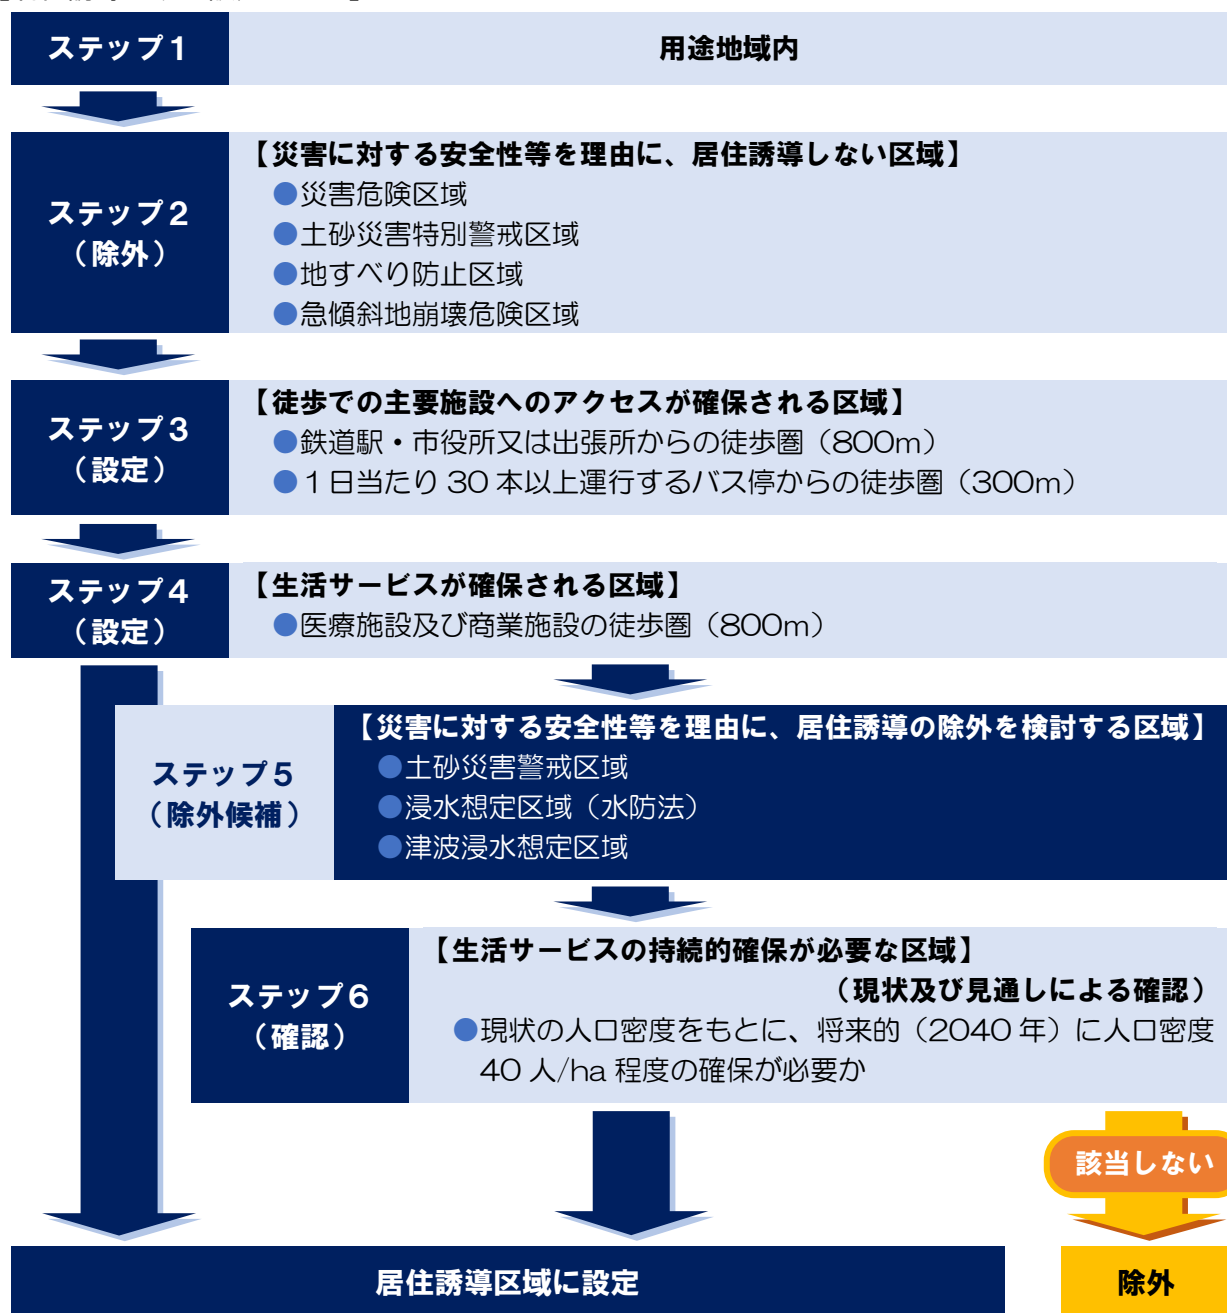 ステップ1
用途地域内
ステップ2
（除外）
【災害に対する安全性等を理由に、居住誘導しない区域】
●災害危険区域
●土砂災害特別警戒区域
●地すべり防止区域
●急傾斜地崩壊危険区域
ステップ3
（設定）
【徒歩での主要施設へのアクセスが確保される区域】
●鉄道駅・市役所又は出張所からの徒歩圏（800m）
●1日当たり30本以上運行するバス停からの徒歩圏（300m）
ステップ4
（設定）
【生活サービスが確保される区域】
●医療施設及び商業施設の徒歩圏（800m）
ステップ5
（除外候補）
【災害に対する安全性等を理由に、居住誘導の除外を検討する区域】
●土砂災害警戒区域
●浸水想定区域（水防法）
●津波浸水想定区域
ステップ6
（確認）
【生活サービスの持続的確保が必要な区域】
（現状及び見通しによる確認）
●現状の人口密度をもとに、将来的（2040年）に人口密度
40人/ha程度の確保が必要か
該当しない
居住誘導区域に設定
除外